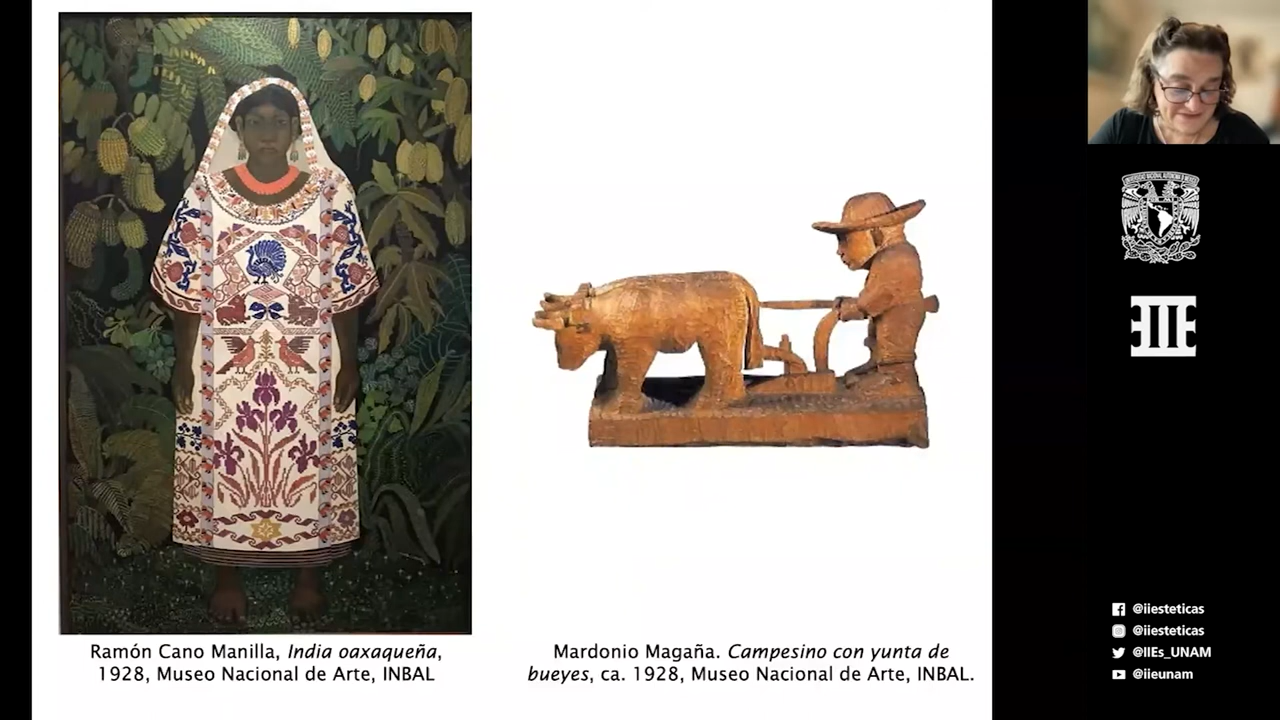 Ramón Cano Manilla, India oaxaqueña,
1928, Museo Nacional de Arte, INBAL
Mardonio Magaña. Campesino con yunta de
bueyes, ca. 1928, Museo Nacional de Arte, INBAL.
@iiesteticas
@iiesteticas
@IIEs_UNAM
@iieunam